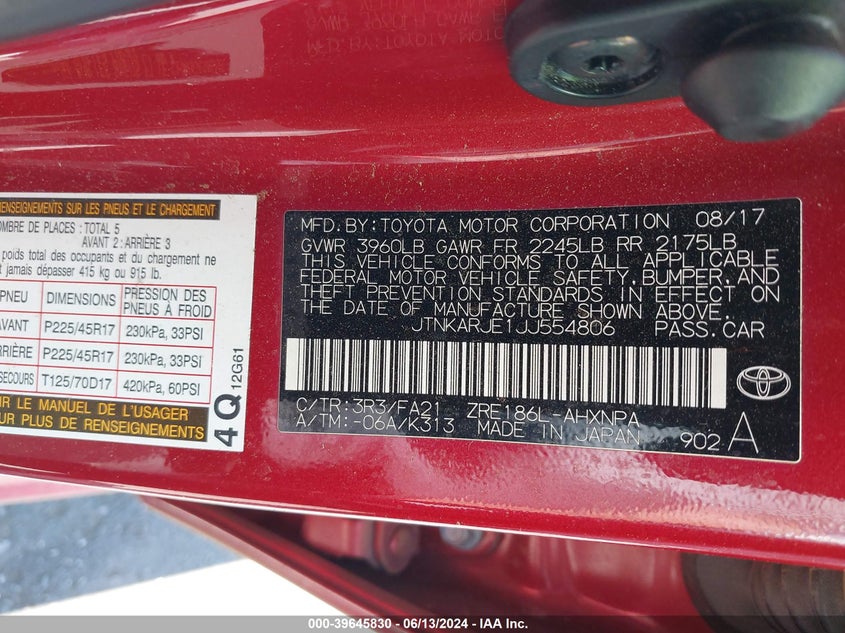 RENSEIGNEMENTS SUR LES PNEUS ET LE CHARGEMENT
NOMBRE DE PLACES : TOTAL 5
AVANT 2 : ARRIÈRE 3
poids total des occupants et du chargement ne
it jamais dépasser 415 kg ou 915 lb.
PNEU DIMENSIONS PRESSION DES PNEUS À FROID
AVANT P225/45R17 230kPa, 33PSI
ARRIÈRE P225/45R17 230kPa, 33PSI
SECOURS T125/70D17 420kPa, 60PSI
SUR LE MANUEL DE L'USAGER
OUR PLUS DE RENSEIGNEMENTS
4Q 12G61
MFD.BY:TOYOTA MOTOR CORPORATION 08/17
GVWR 3960LB GAWR FR 2245LB RR 2175LB
THIS VEHICLE CONFORMS TO ALL APPLICABLE
FEDERAL MOTOR VEHICLE SAFETY,BUMPER,AND
THEFT PREVENTION STANDARDS IN EFFECT ON
THE DATE OF MANUFACTURE SHOWN ABOVE.
JTNKARJE1JJ554806 PASS.CAR
C/TR:3R3/FA21 ZRE186L-AHXNPA
A/TM:-06A/K313 MADE IN JAPAN 902 A
TOYOTA
000-39645830 - 06/13/2024 - IAA Inc.